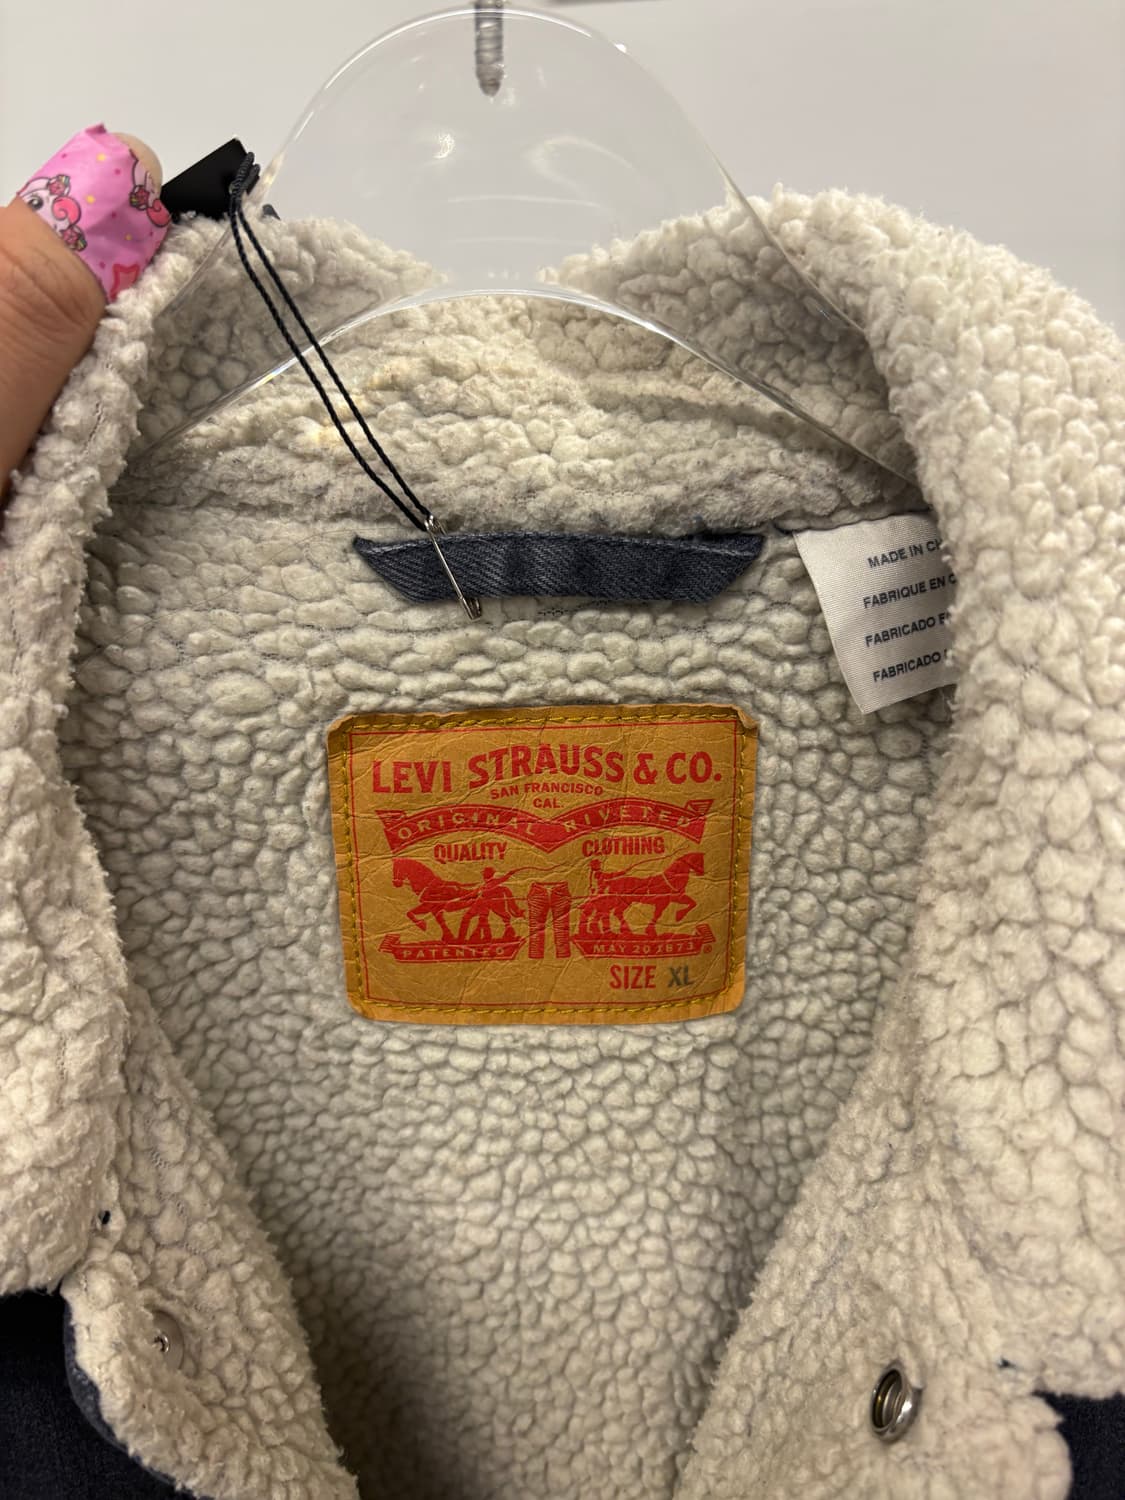 MADE IN
FABRIQUE EN
FABRICADO
FABRICADO
LEVI STRAUSS & CO.
SAN FRANCISCO
CAL.
ORIGINAL RIVETED
QUALITY CLOTHING
PATENTED MAY 20 1873 ®
SIZE XL